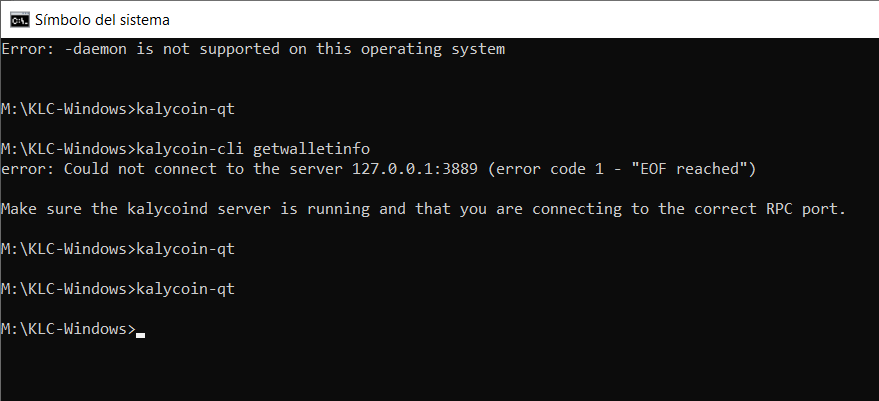 Símbolo del sistema
Error: -daemon is not supported on this operating system
M:\KLC-Windows>kalycoin-qt
M:\KLC-Windows>kalycoin-cli getwalletinfo
error: Could not connect to the server 127.0.0.1:3889 (error code 1 - "EOF reached")
Make sure the kalycoind server is running and that you are connecting to the correct RPC port.
M:\KLC-Windows>kalycoin-qt
M:\KLC-Windows>kalycoin-qt
M:\KLC-Windows>